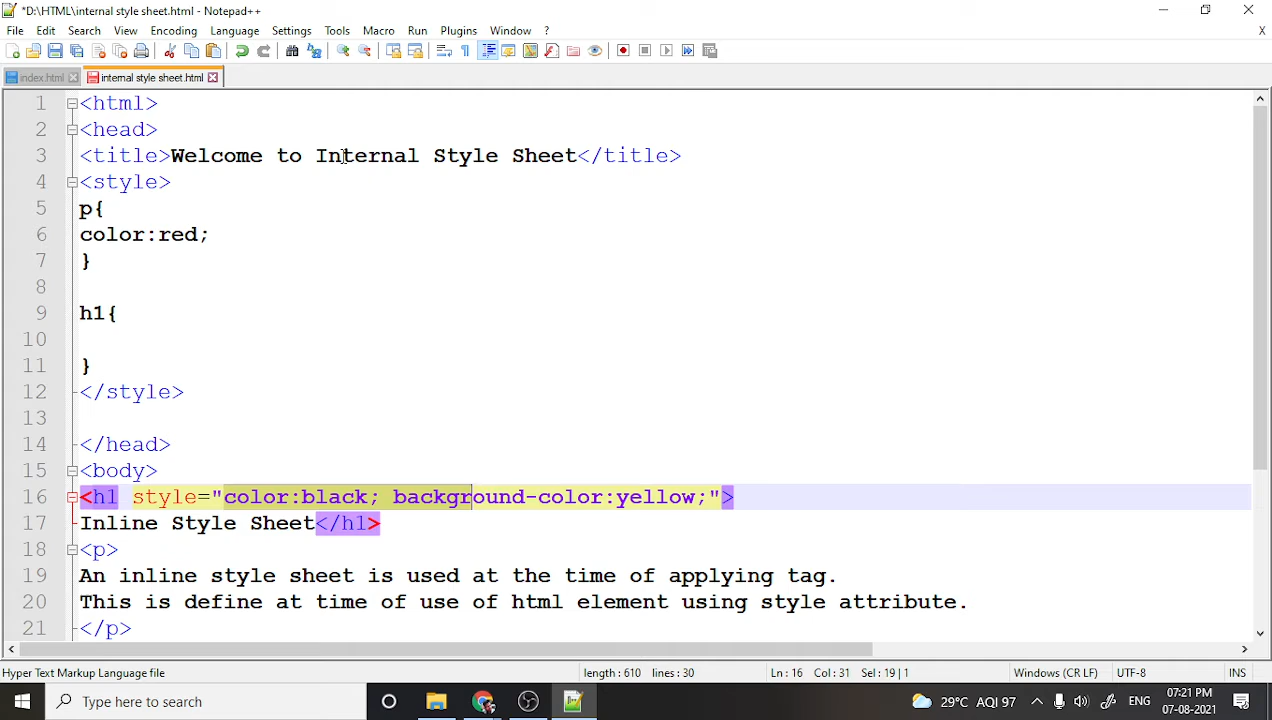 *D:\HTML\internal style sheet.html - Notepad++
File Edit Search View Encoding Language Settings Tools Macro Run Plugins Window ? X
index.html internal style sheet.html
1 <html>
2 <head>
3 <title>Welcome to Internal Style Sheet</title>
4 <style>
5 p{
6 color:red;
7 }
8
9 h1{
10
11 }
12 </style>
13
14 </head>
15 <body>
16 <h1 style="color:black; background-color:yellow;">
17 Inline Style Sheet</h1>
18 <p>
19 An inline style sheet is used at the time of applying tag.
20 This is define at time of use of html element using style attribute.
21 </p>
Hyper Text Markup Language file length : 610 lines : 30 Ln : 16 Col : 31 Sel : 19 | 1 Windows (CR LF) UTF-8 INS
Type here to search 29°C AQI 97 ENG 07:21 PM
07-08-2021